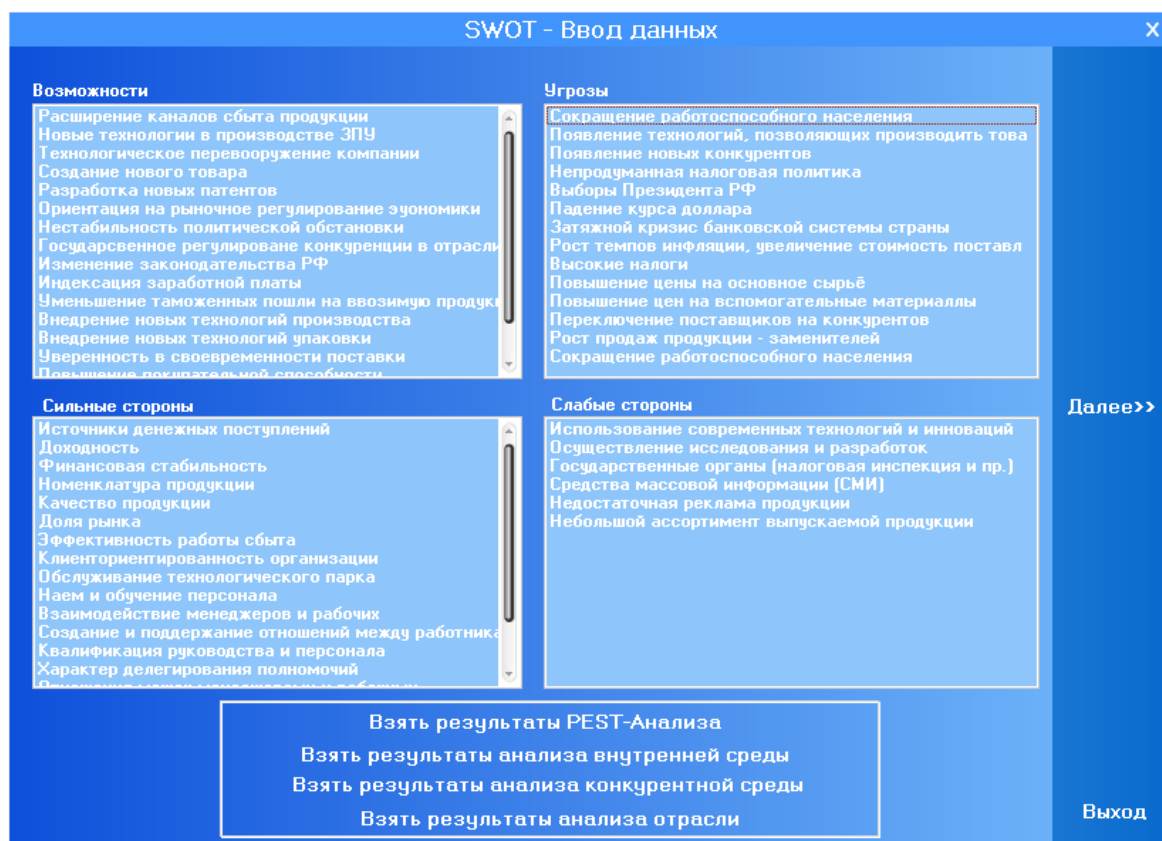 SWOT - Ввод данных
X
Возможности
Расширение каналов сбыта продукции
Новые технологии в производстве ЗПУ
Технологическое перевооружение компании
Создание нового товара
Разработка новых патентов
Ориентация на рыночное регулирование эуономики
Нестабильность политической обстановки
Государсвенное регулироване конкуренции в отрасли
Изменение законодательства РФ
Индексация заработной платы
Уменьшение таможенных пошли на ввозимую продукц
Внедрение новых технологий производства
Внедрение новых технологий упаковки
Уверенность в своевременности поставки
Повышение покупательной способности
Угрозы
Сокращение работоспособного населения
Появление технологий, позволяющих производить това
Появление новых конкурентов
Непродуманная налоговая политика
Выборы Президента РФ
Падение курса доллара
Затяжной кризис банковской системы страны
Рост темпов инфляции, увеличение стоимость поставл
Высокие налоги
Повышение цены на основное сырьё
Повышение цен на вспомогательные материаллы
Переключение поставщиков на конкурентов
Рост продаж продукции - заменителей
Сокращение работоспособного населения
Сильные стороны
Источники денежных поступлений
Доходность
Финансовая стабильность
Номенклатура продукции
Качество продукции
Доля рынка
Эффективность работы сбыта
Клиенториентированность организации
Обслуживание технологического парка
Наем и обучение персонала
Взаимодействие менеджеров и рабочих
Создание и поддержание отношений между работника
Квалификация руководства и персонала
Характер делегирования полномочий
Слабые стороны
Использование современных технологий и инноваций
Осуществление исследования и разработок
Государственные органы (налоговая инспекция и пр.)
Средства массовой информации (СМИ)
Недостаточная реклама продукции
Небольшой ассортимент выпускаемой продукции
Далее>>
Взять результаты PEST-Анализа
Взять результаты анализа внутренней среды
Взять результаты анализа конкурентной среды
Взять результаты анализа отрасли
Выход